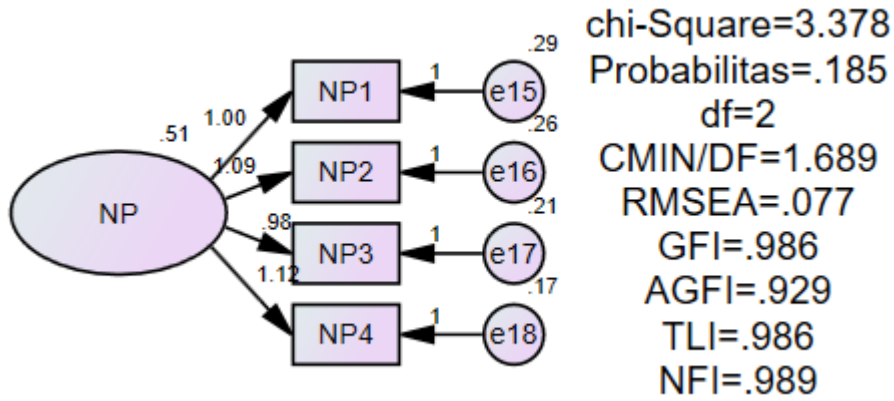 .29
NP1
1
e15
1.00
.51
.26
1.09
NP2
1
e16
NP
.21
.98
NP3
1
e17
.17
1.12
NP4
1
e18
chi-Square=3.378
Probabilitas=.185
df=2
CMIN/DF=1.689
RMSEA=.077
GFI=.986
AGFI=.929
TLI=.986
NFI=.989